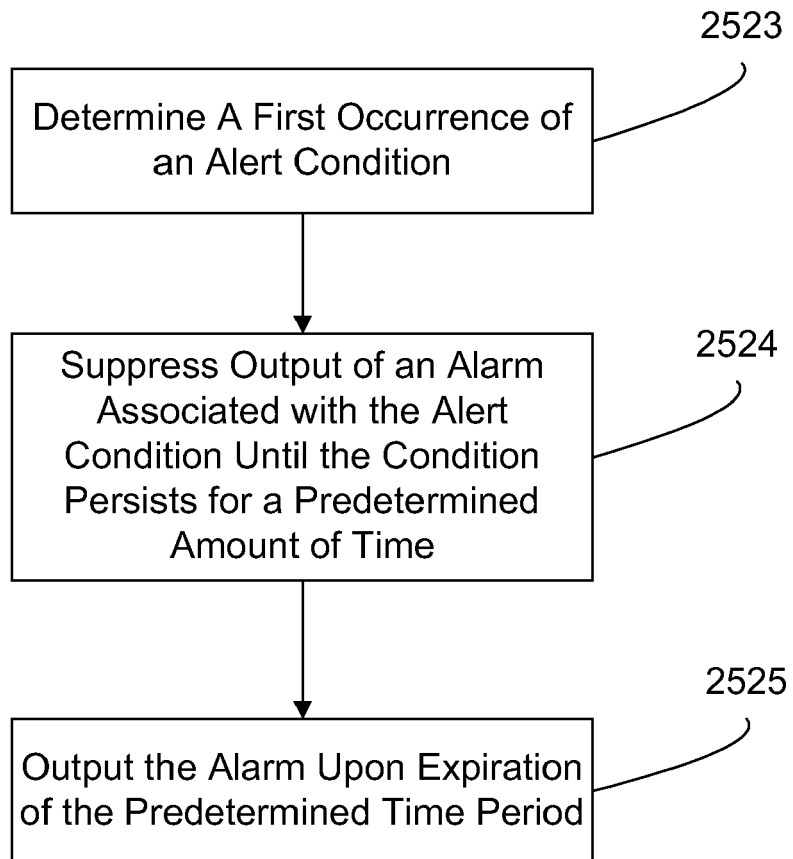 2523
Determine A First Occurrence of
an Alert Condition
2524
Suppress Output of an Alarm
Associated with the Alert
Condition Until the Condition
Persists for a Predetermined
Amount of Time
2525
Output the Alarm Upon Expiration
of the Predetermined Time Period